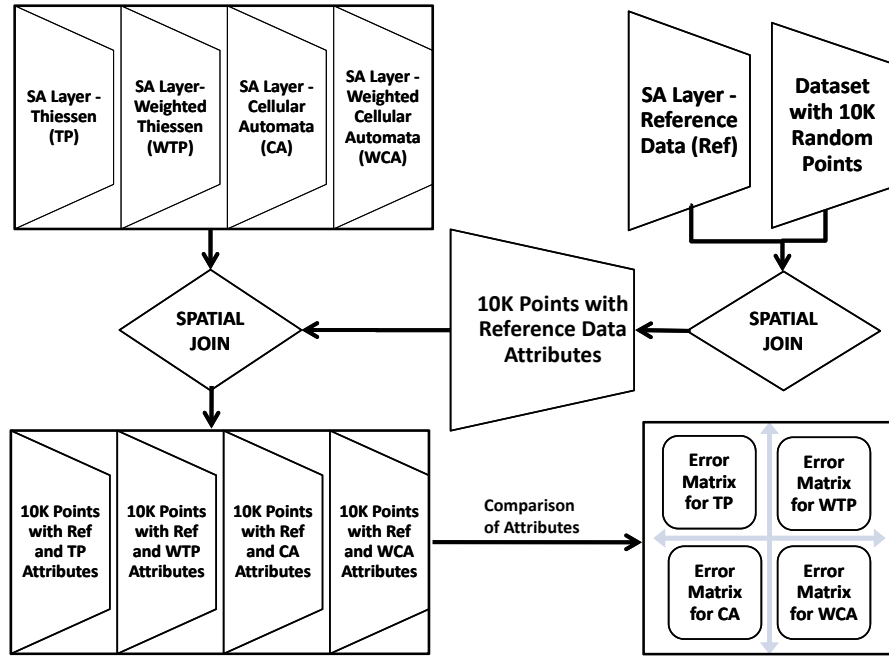 SA Layer -
Thiessen
(TP)
SA Layer-
Weighted
Thiessen
(WTP)
SA Layer -
Cellular
Automata
(CA)
SA Layer -
Weighted
Cellular
Automata
(WCA)
SA Layer -
Reference
Data (Ref)
Dataset
with 10K
Random
Points
SPATIAL
JOIN
10K Points with
Reference Data
Attributes
SPATIAL
JOIN
10K Points
with Ref
and TP
Attributes
10K Points
with Ref
and WTP
Attributes
10K Points
with Ref
and CA
Attributes
10K Points
with Ref
and WCA
Attributes
Comparison
of Attributes
Error
Matrix
for TP
Error
Matrix
for WTP
Error
Matrix
for CA
Error
Matrix
for WCA